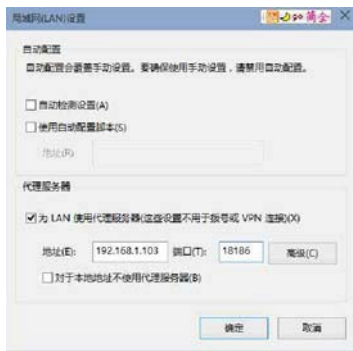 局域网(LAN)设置
简全
自动配置
自动配置会覆盖手动设置。要确保使用手动设置，请禁用自动配置。
自动检测设置(A)
使用自动配置脚本(S)
地址(R)
代理服务器
为 LAN 使用代理服务器(这些设置不用于拨号或 VPN 连接)(X)
地址(E): 192.168.1.103 端口(T): 18186 高级(C)
对于本地地址不使用代理服务器(B)
确定 取消